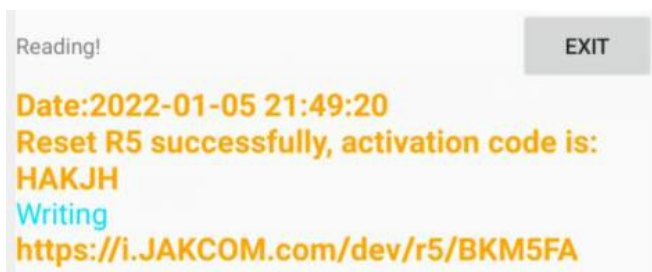 Reading!
EXIT
Date:2022-01-05 21:49:20
Reset R5 successfully, activation code is:
HAKJH
Writing
https://i.JAKCOM.com/dev/r5/BKM5FA